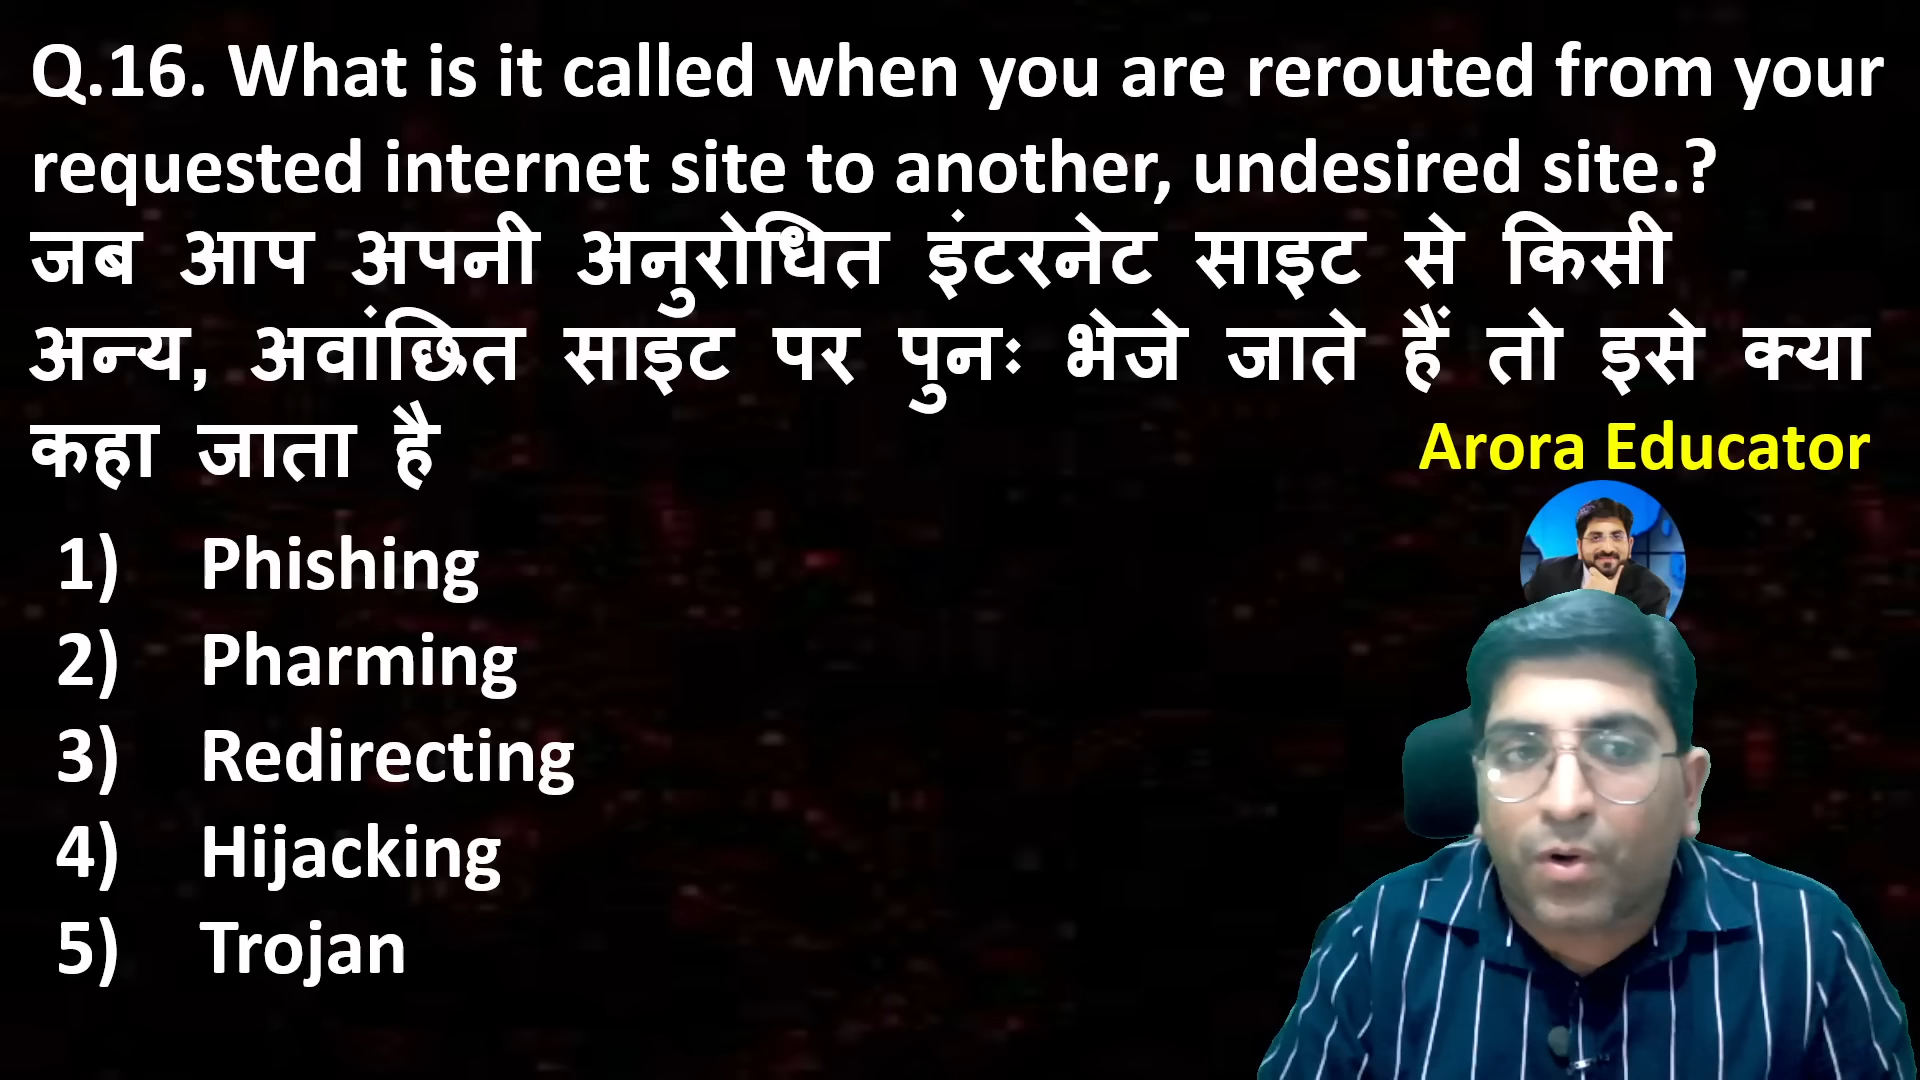 Q.16. What is it called when you are rerouted from your
requested internet site to another, undesired site.?
जब आप अपनी अनुरोधित इंटरनेट साइट से किसी
अन्य, अवांछित साइट पर पुनः भेजे जाते हैं तो इसे क्या
कहा जाता है
Arora Educator
1) Phishing
2) Pharming
3) Redirecting
4) Hijacking
5) Trojan